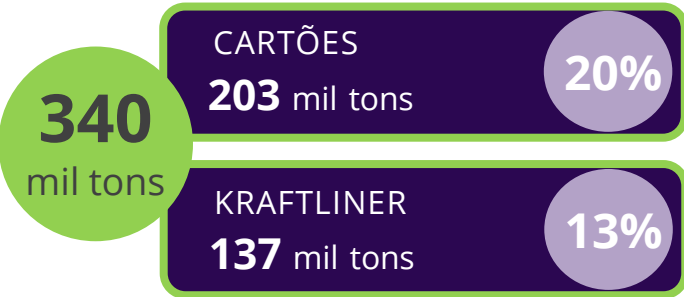 340
mil tons
CARTÕES
203 mil tons
20%
KRAFTLINER
137 mil tons
13%